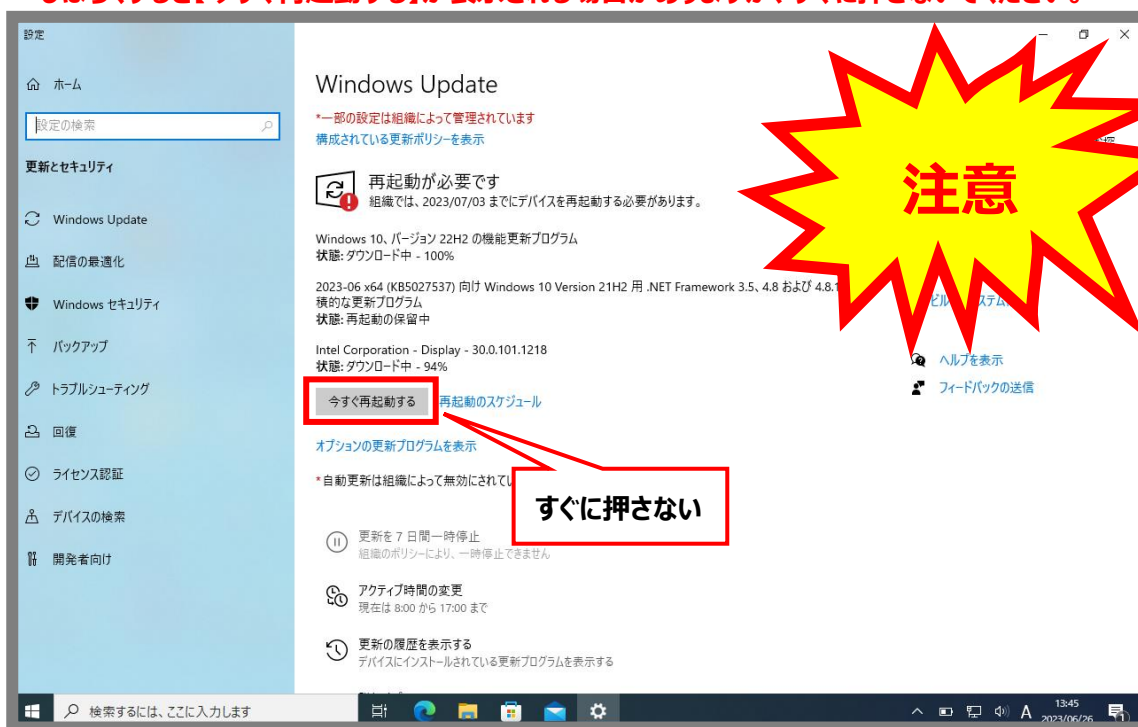 設定
ホーム
設定の検索
更新とセキュリティ
Windows Update
配信の最適化
Windows セキュリティ
バックアップ
トラブルシューティング
回復
ライセンス認証
デバイスの検索
開発者向け
Windows Update
*一部の設定は組織によって管理されています
構成されている更新ポリシーを表示
再起動が必要です
組織では、2023/07/03 までにデバイスを再起動する必要があります。
Windows 10、バージョン 22H2 の機能更新プログラム
状態: ダウンロード中 - 100%
2023-06 x64 (KB5027537) 向け Windows 10 Version 21H2 用 .NET Framework 3.5、4.8 および 4.8.1
積的な更新プログラム
状態: 再起動の保留中
Intel Corporation - Display - 30.0.101.1218
状態: ダウンロード中 - 94%
今すぐ再起動する 再起動のスケジュール
オプションの更新プログラムを表示
*自動更新は組織によって無効にされてい
すぐに押さない
更新を 7 日間一時停止
組織のポリシーにより、一時停止できません
アクティブ時間の変更
現在は 8:00 から 17:00 まで
更新の履歴を表示する
デバイスにインストールされている更新プログラムを表示する
注意
ヘルプを表示
フィードバックの送信
検索するには、ここに入力します
A
13:45
2023/06/26